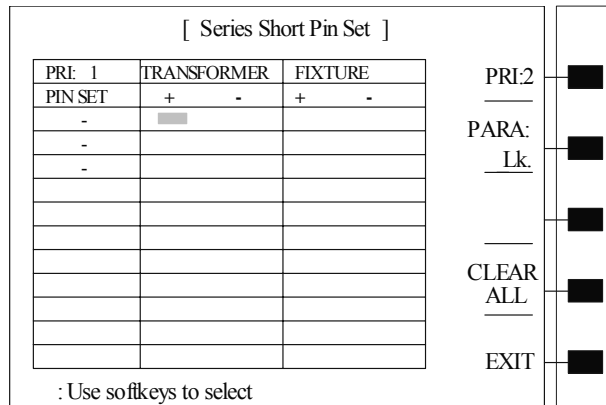 [ Series Short Pin Set ]
PRI: 1 TRANSFORMER FIXTURE
PIN SET + - + -
-
-
-
: Use softkeys to select
PRI:2
PARA:
Lk.
CLEAR
ALL
EXIT